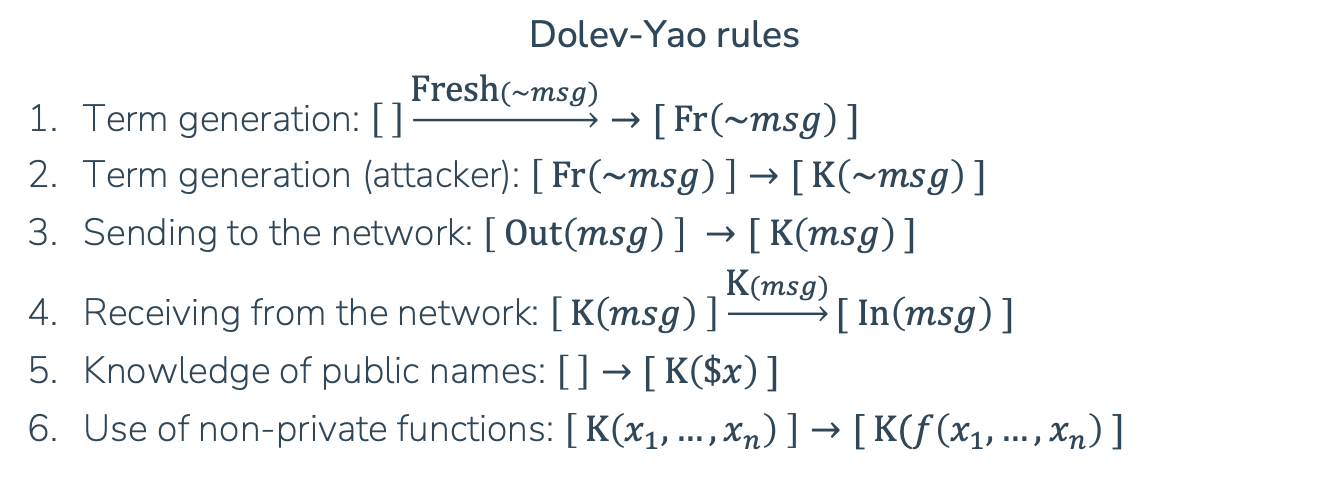 Dolev-Yao rules
1. Term generation: [ ] Fresh(~msg) → → [ Fr(~msg) ]
2. Term generation (attacker): [ Fr(~msg) ] → [ K(~msg) ]
3. Sending to the network: [ Out(msg) ] → [ K(msg) ]
4. Receiving from the network: [ K(msg) ] K(msg) → [ In(msg) ]
5. Knowledge of public names: [ ] → [ K($x) ]
6. Use of non-private functions: [ K(x₁, … , xₙ) ] → [ K(f(x₁, … , xₙ) ]